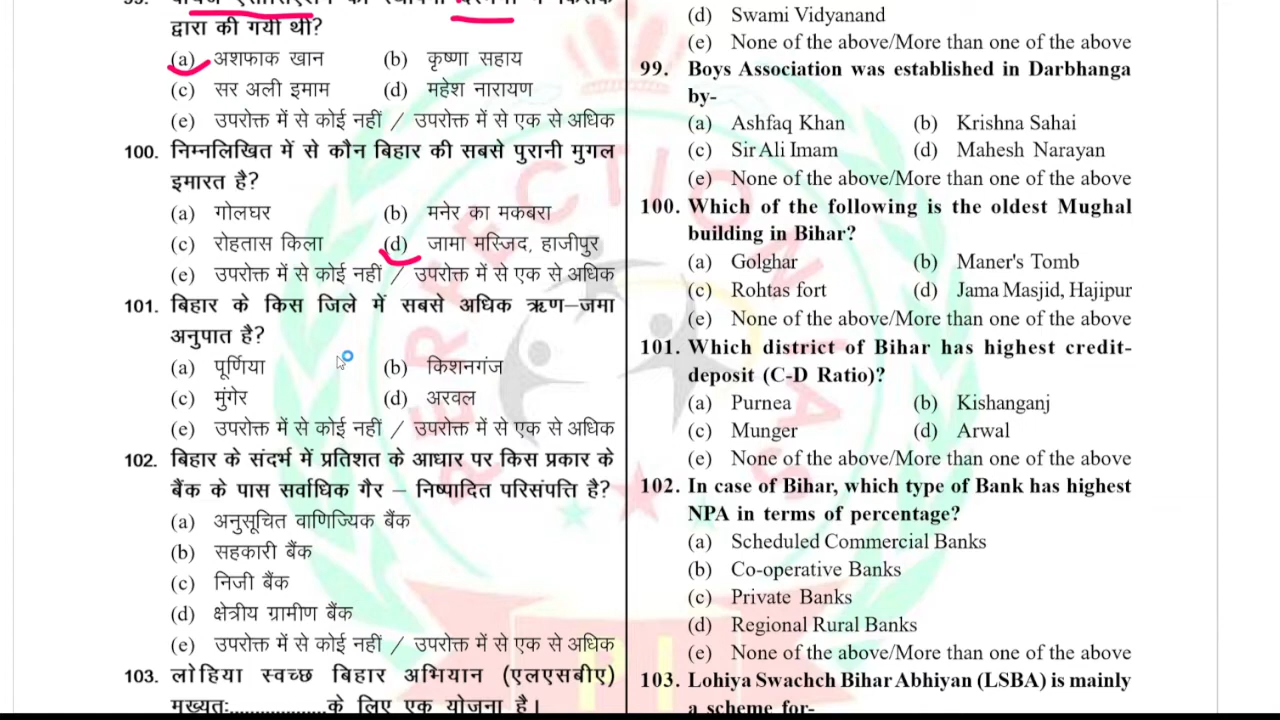 द्वारा की गयी थी?
(a) अशफाक खान (b) कृष्णा सहाय
(c) सर अली इमाम (d) महेश नारायण
(e) उपरोक्त में से कोई नहीं / उपरोक्त में से एक से अधिक
100. निम्नलिखित में से कौन बिहार की सबसे पुरानी मुगल
इमारत है?
(a) गोलघर (b) मनेर का मकबरा
(c) रोहतास किला (d) जामा मस्जिद, हाजीपुर
(e) उपरोक्त में से कोई नहीं / उपरोक्त में से एक से अधिक
101. बिहार के किस जिले में सबसे अधिक ऋण–जमा
अनुपात है?
(a) पूर्णिया (b) किशनगंज
(c) मुंगेर (d) अरवल
(e) उपरोक्त में से कोई नहीं / उपरोक्त में से एक से अधिक
102. बिहार के संदर्भ में प्रतिशत के आधार पर किस प्रकार के
बैंक के पास सर्वाधिक गैर – निष्पादित परिसंपत्ति है?
(a) अनुसूचित वाणिज्यिक बैंक
(b) सहकारी बैंक
(c) निजी बैंक
(d) क्षेत्रीय ग्रामीण बैंक
(e) उपरोक्त में से कोई नहीं / उपरोक्त में से एक से अधिक
103. लोहिया स्वच्छ बिहार अभियान (एलएसबीए)
मुख्यतः.................के लिए एक योजना है।
(d) Swami Vidyanand
(e) None of the above/More than one of the above
99. Boys Association was established in Darbhanga
by-
(a) Ashfaq Khan (b) Krishna Sahai
(c) Sir Ali Imam (d) Mahesh Narayan
(e) None of the above/More than one of the above
100. Which of the following is the oldest Mughal
building in Bihar?
(a) Golghar (b) Maner's Tomb
(c) Rohtas fort (d) Jama Masjid, Hajipur
(e) None of the above/More than one of the above
101. Which district of Bihar has highest credit-
deposit (C-D Ratio)?
(a) Purnea (b) Kishanganj
(c) Munger (d) Arwal
(e) None of the above/More than one of the above
102. In case of Bihar, which type of Bank has highest
NPA in terms of percentage?
(a) Scheduled Commercial Banks
(b) Co-operative Banks
(c) Private Banks
(d) Regional Rural Banks
(e) None of the above/More than one of the above
103. Lohiya Swachch Bihar Abhiyan (LSBA) is mainly
a scheme for-